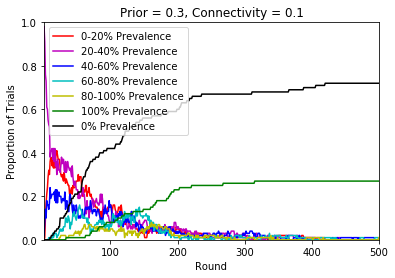 Prior = 0.3, Connectivity = 0.1
1.0
0.8
0.6
0.4
0.2
0.0
Proportion of Trials
0-20% Prevalence
20-40% Prevalence
40-60% Prevalence
60-80% Prevalence
80-100% Prevalence
100% Prevalence
0% Prevalence
100 200 300 400 500
Round